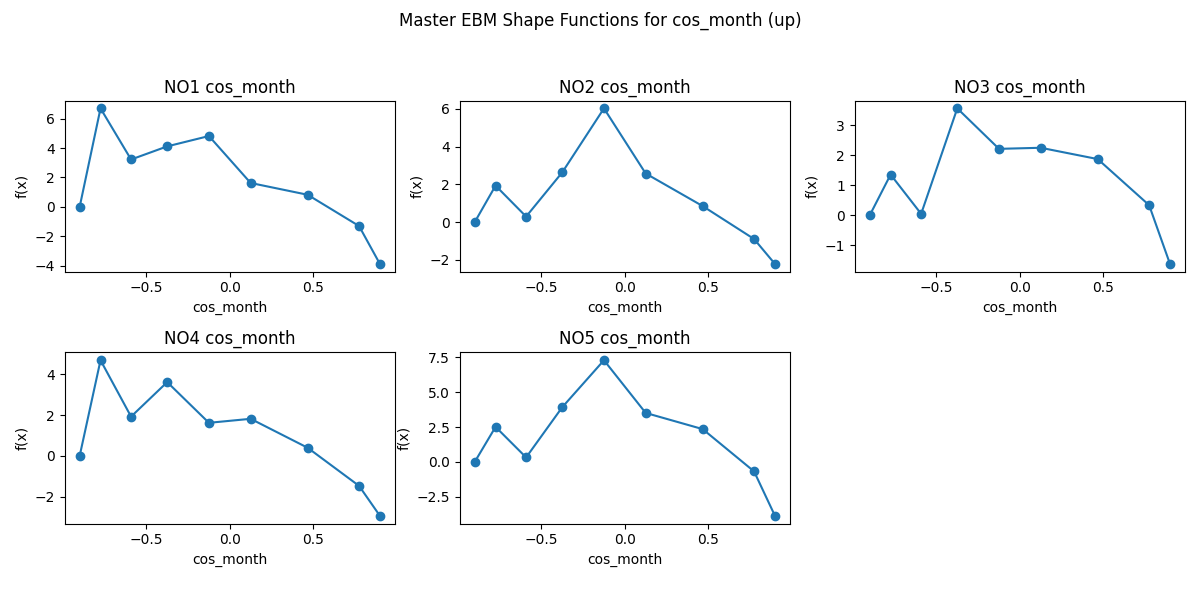 Master EBM Shape Functions for cos_month (up)
NO1 cos_month
6
4
2
0
−2
−4
f(x)
−0.5
0.0
0.5
cos_month
NO2 cos_month
6
4
2
0
−2
f(x)
−0.5
0.0
0.5
cos_month
NO3 cos_month
3
2
1
0
−1
f(x)
−0.5
0.0
0.5
cos_month
NO4 cos_month
4
2
0
−2
f(x)
−0.5
0.0
0.5
cos_month
NO5 cos_month
7.5
5.0
2.5
0.0
−2.5
f(x)
−0.5
0.0
0.5
cos_month